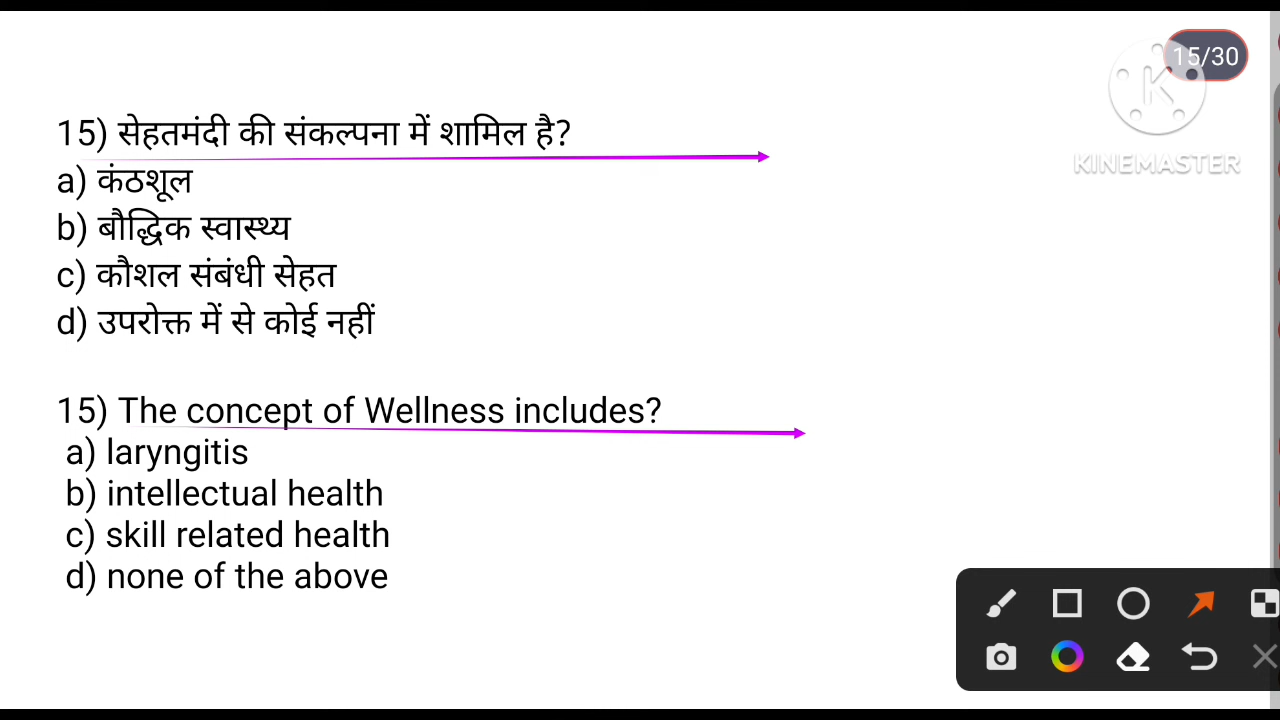 15/30
KINEMASTER
15) सेहतमंदी की संकल्पना में शामिल है?
a) कंठशूल
b) बौद्धिक स्वास्थ्य
c) कौशल संबंधी सेहत
d) उपरोक्त में से कोई नहीं
15) The concept of Wellness includes?
a) laryngitis
b) intellectual health
c) skill related health
d) none of the above